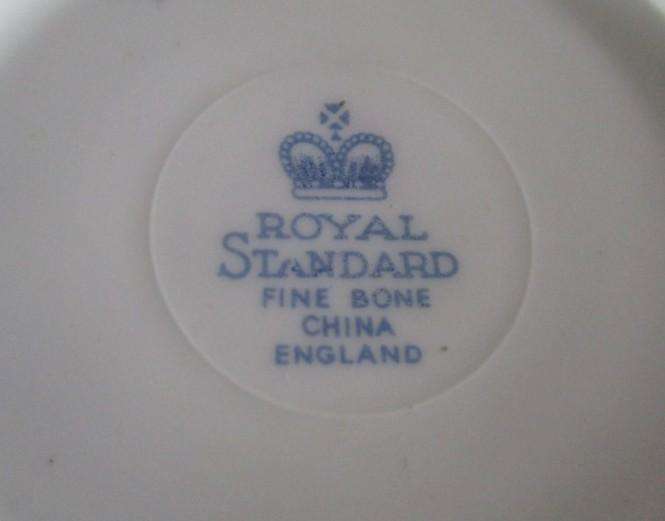 ROYAL
STANDARD
FINE BONE
CHINA
ENGLAND